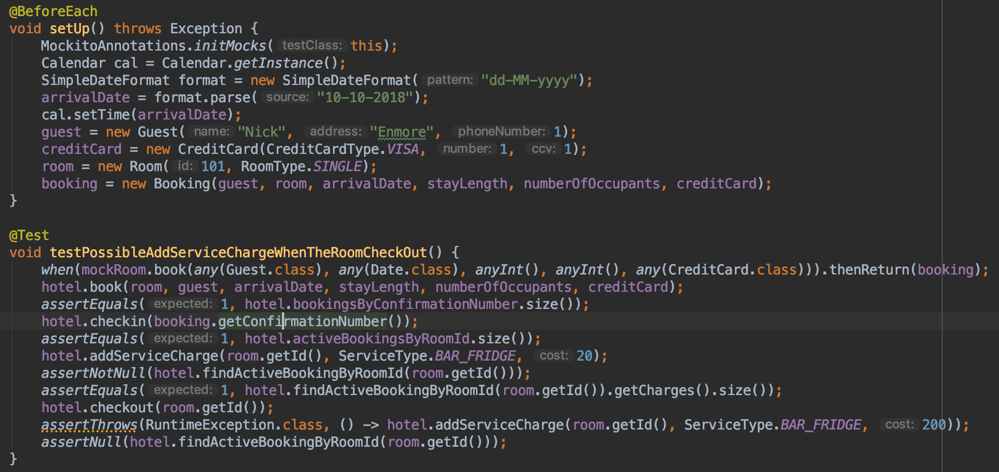 @BeforeEach
void setUp() throws Exception {
MockitoAnnotations.initMocks( testClass: this);
Calendar cal = Calendar.getInstance();
SimpleDateFormat format = new SimpleDateFormat( pattern: "dd-MM-yyyy");
arrivalDate = format.parse( source: "10-10-2018");
cal.setTime(arrivalDate);
guest = new Guest( name: "Nick", address: "Enmore", phoneNumber: 1);
creditCard = new CreditCard(CreditCardType.VISA, number: 1, ccv: 1);
room = new Room( id: 101, RoomType.SINGLE);
booking = new Booking(guest, room, arrivalDate, stayLength, numberOfOccupants, creditCard);
}
@Test
void testPossibleAddServiceChargeWhenTheRoomCheckOut() {
when(mockRoom.book(any(Guest.class), any(Date.class), anyInt(), anyInt(), any(CreditCard.class))).thenReturn(booking);
hotel.book(room, guest, arrivalDate, stayLength, numberOfOccupants, creditCard);
assertEquals( expected: 1, hotel.bookingsByConfirmationNumber.size());
hotel.checkin(booking.getConfirmationNumber());
assertEquals( expected: 1, hotel.activeBookingsByRoomId.size());
hotel.addServiceCharge(room.getId(), ServiceType.BAR_FRIDGE, cost: 20);
assertNotNull(hotel.findActiveBookingByRoomId(room.getId()));
assertEquals( expected: 1, hotel.findActiveBookingByRoomId(room.getId()).getCharges().size());
hotel.checkout(room.getId());
assertThrows(RuntimeException.class, () -> hotel.addServiceCharge(room.getId(), ServiceType.BAR_FRIDGE, cost: 200));
assertNull(hotel.findActiveBookingByRoomId(room.getId()));
}